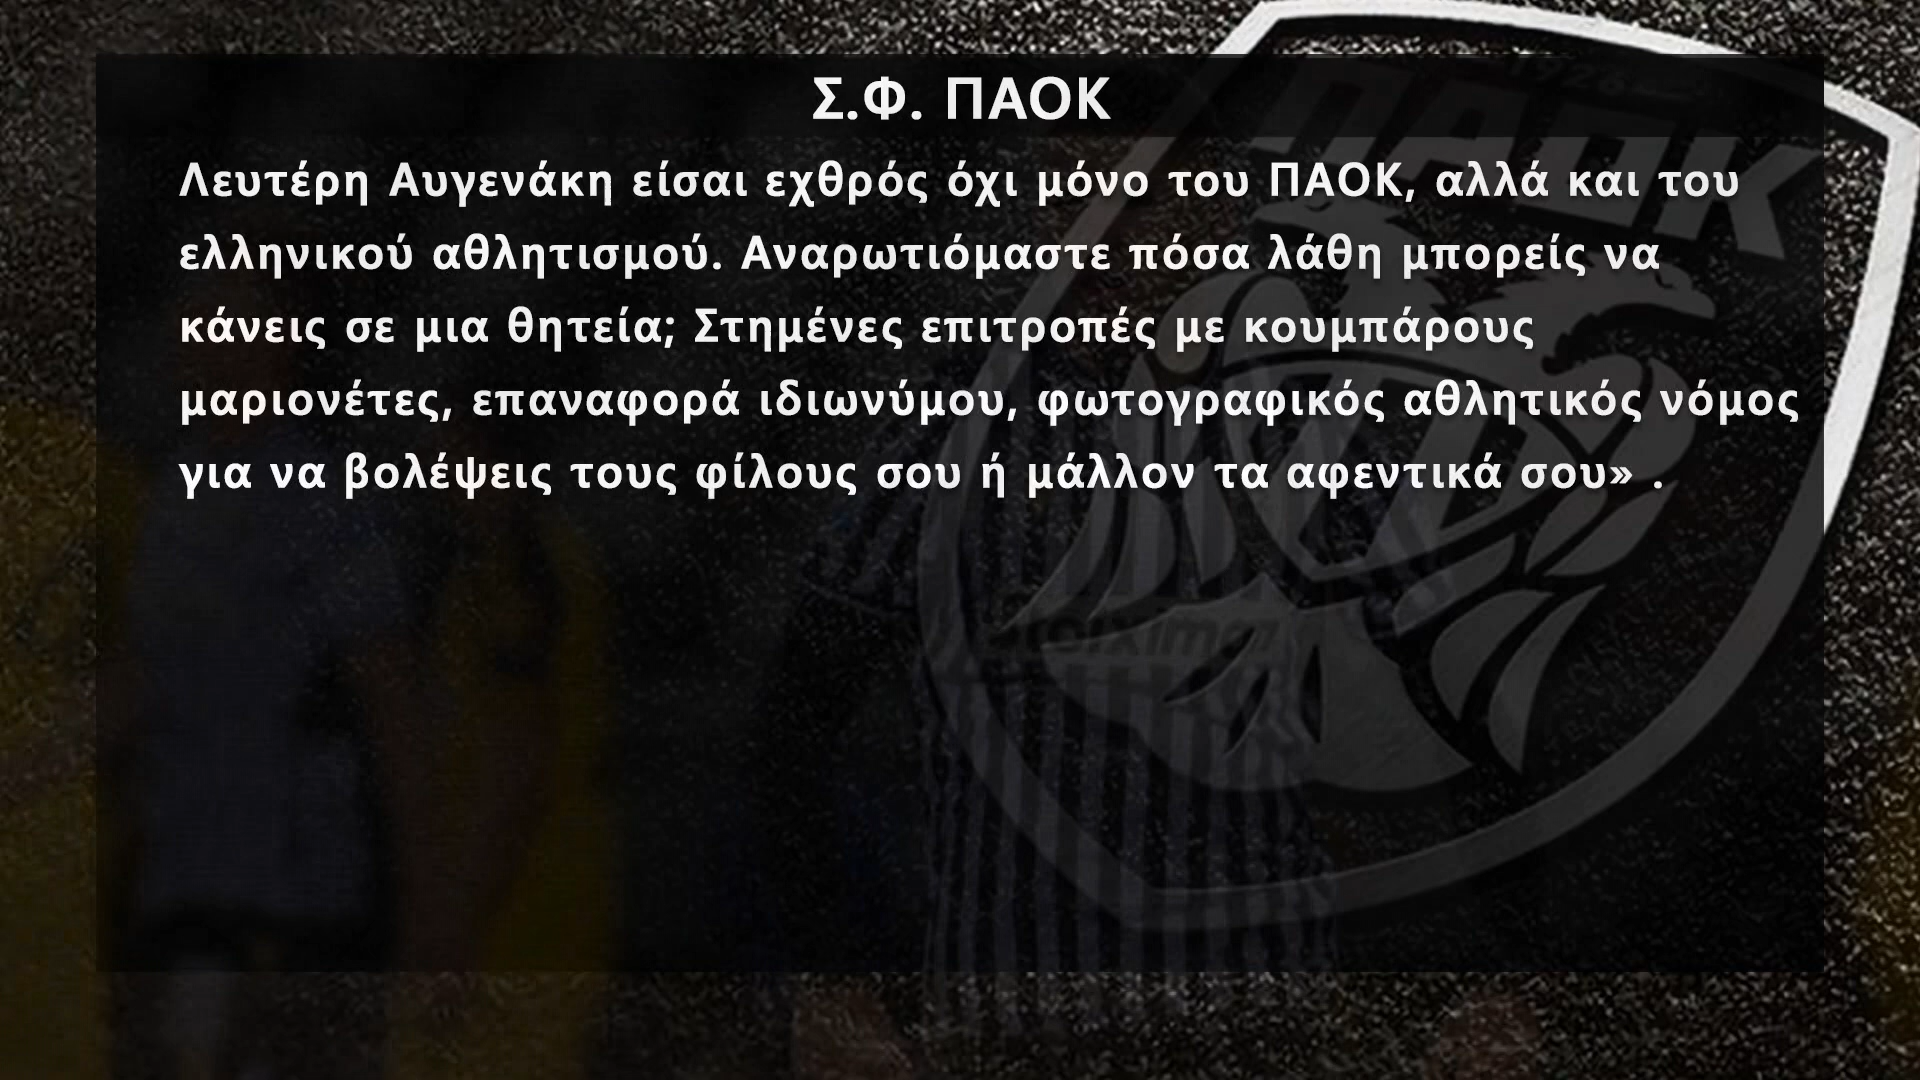 Σ.Φ. ΠΑΟΚ
Λευτέρη Αυγενάκη είσαι εχθρός όχι μόνο του ΠΑΟΚ, αλλά και του
ελληνικού αθλητισμού. Αναρωτιόμαστε πόσα λάθη μπορείς να
κάνεις σε μια θητεία; Στημένες επιτροπές με κουμπάρους
μαριονέτες, επαναφορά ιδιωνύμου, φωτογραφικός αθλητικός νόμος
για να βολέψεις τους φίλους σου ή μάλλον τα αφεντικά σου» .
ΠΑΟΚ
stoiximan